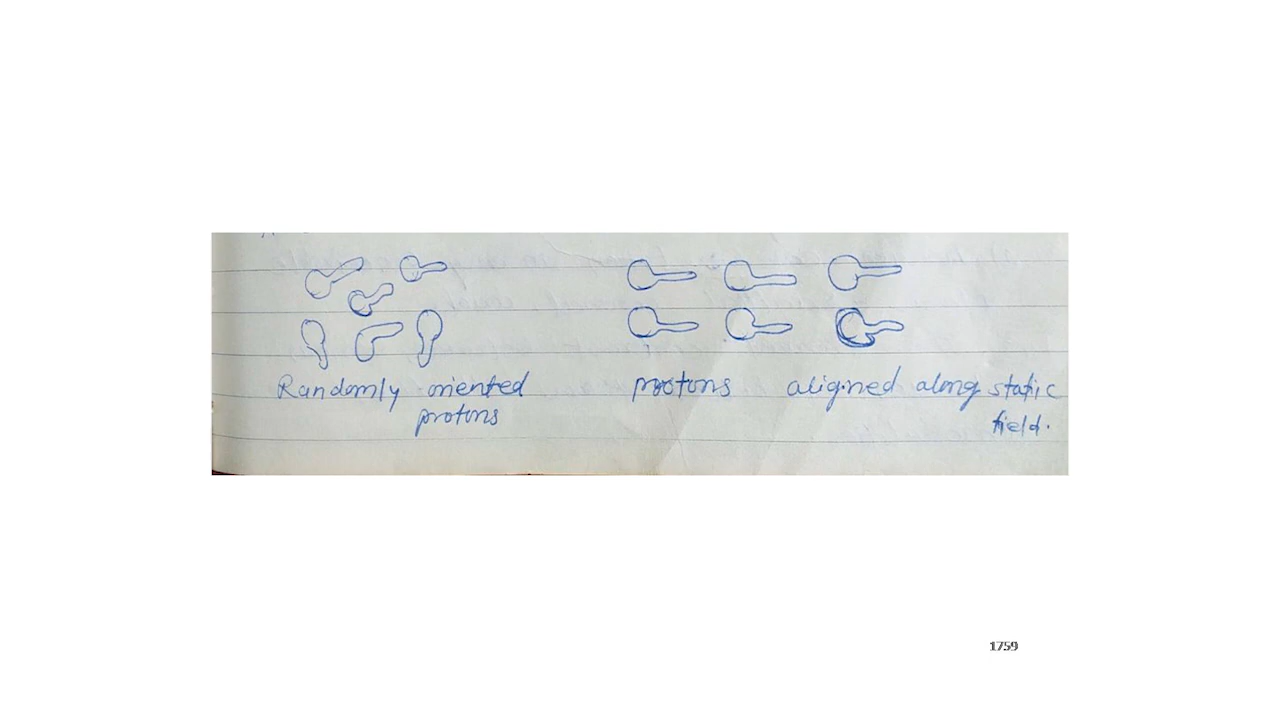 Randomly oriented
protons
protons aligned along static
field.
1759